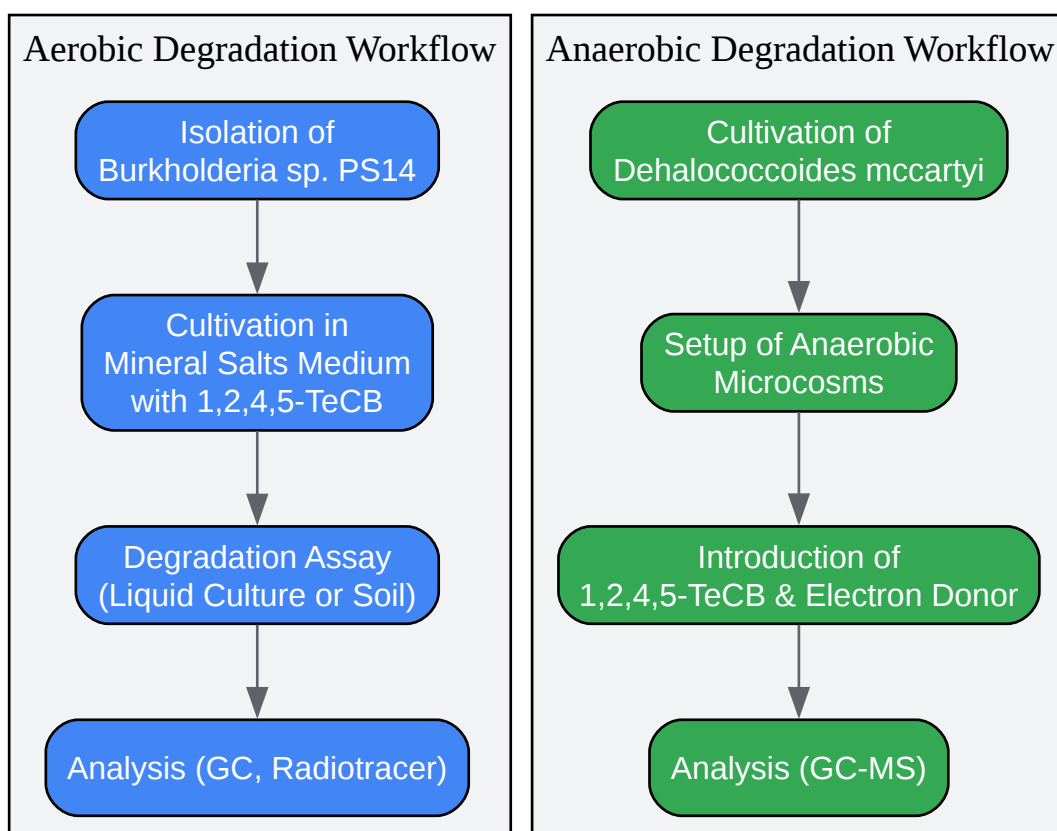 Aerobic Degradation Workflow
Isolation of
Burkholderia sp. PS14
Cultivation in
Mineral Salts Medium
with 1,2,4,5-TeCB
Degradation Assay
(Liquid Culture or Soil)
Analysis (GC, Radiotracer)
Anaerobic Degradation Workflow
Cultivation of
Dehalococcoides mccartyi
Setup of Anaerobic
Microcosms
Introduction of
1,2,4,5-TeCB & Electron Donor
Analysis (GC-MS)